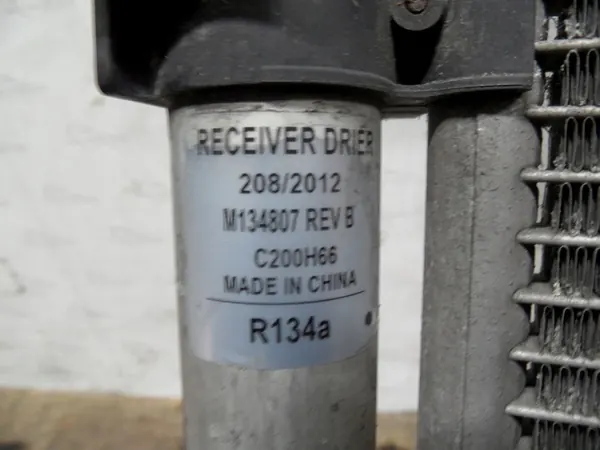 RECEIVER DRIER
208/2012
M134807 REV B
C200H66
MADE IN CHINA
R134a